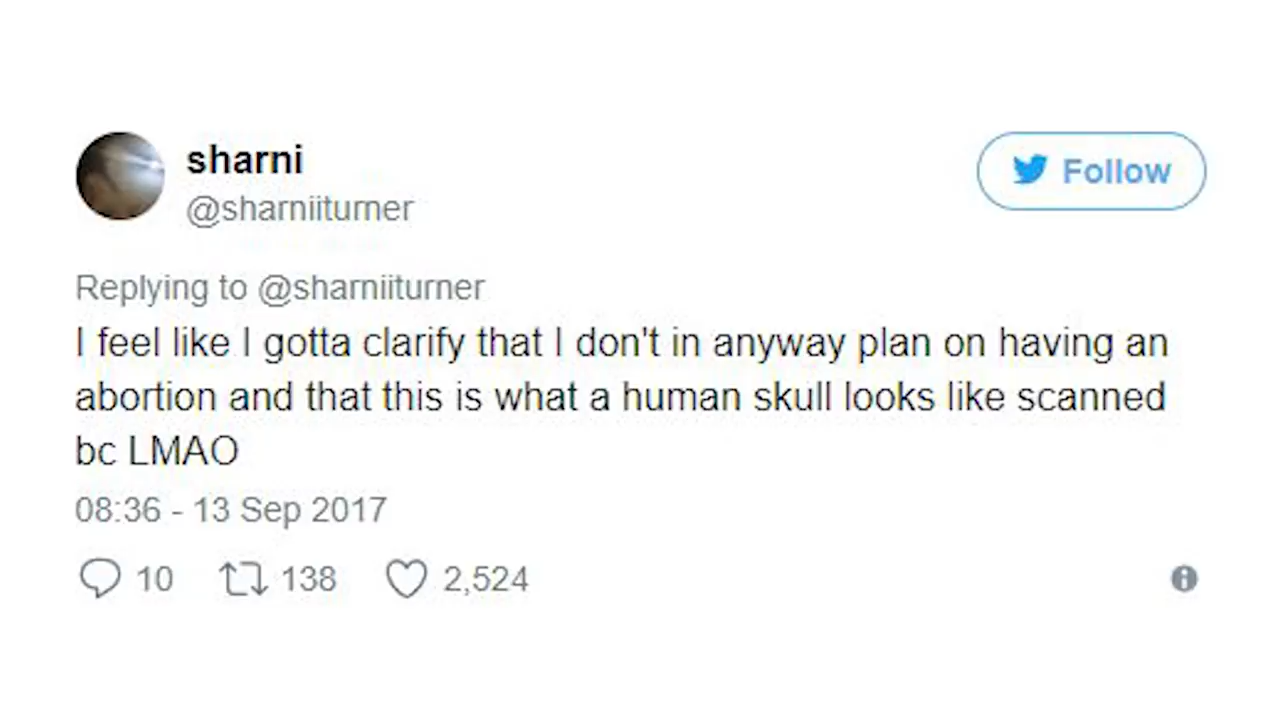 sharni
@sharniiturner
Follow
Replying to @sharniiturner
I feel like I gotta clarify that I don't in anyway plan on having an
abortion and that this is what a human skull looks like scanned
bc LMAO
08:36 - 13 Sep 2017
10 138 2,524